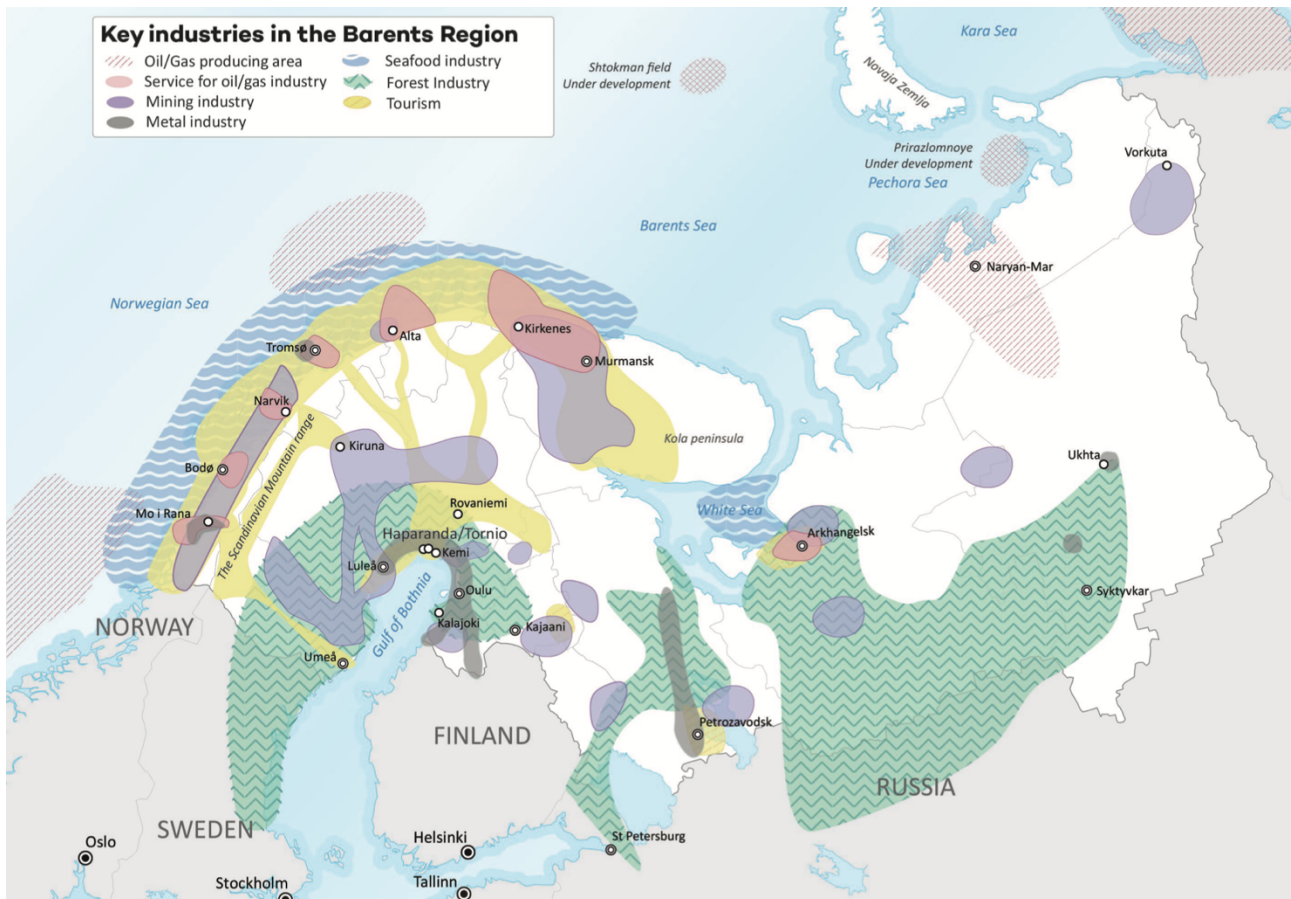 Key industries in the Barents Region
Oil/Gas producing area
Service for oil/gas industry
Mining industry
Metal industry
Seafood industry
Forest Industry
Tourism
Kara Sea
Shtokman field
Under development
Novaja Zemlja
Prirazlomnoye
Under development
Pechora Sea
Vorkuta
Barents Sea
Naryan-Mar
Norwegian Sea
Alta
Kirkenes
Tromsø
Murmansk
Narvik
Kola peninsula
Kiruna
Bodø
Ukhta
The Scandinavian Mountain range
Rovaniemi
White Sea
Mo i Rana
Haparanda/Tornio
Arkhangelsk
Kemi
Luleå
Oulu
Syktyvkar
Kalajoki
NORWAY
Gulf of Bothnia
Kajaani
Umeå
FINLAND
Petrozavodsk
RUSSIA
SWEDEN
Oslo
Helsinki
St Petersburg
Stockholm
Tallinn